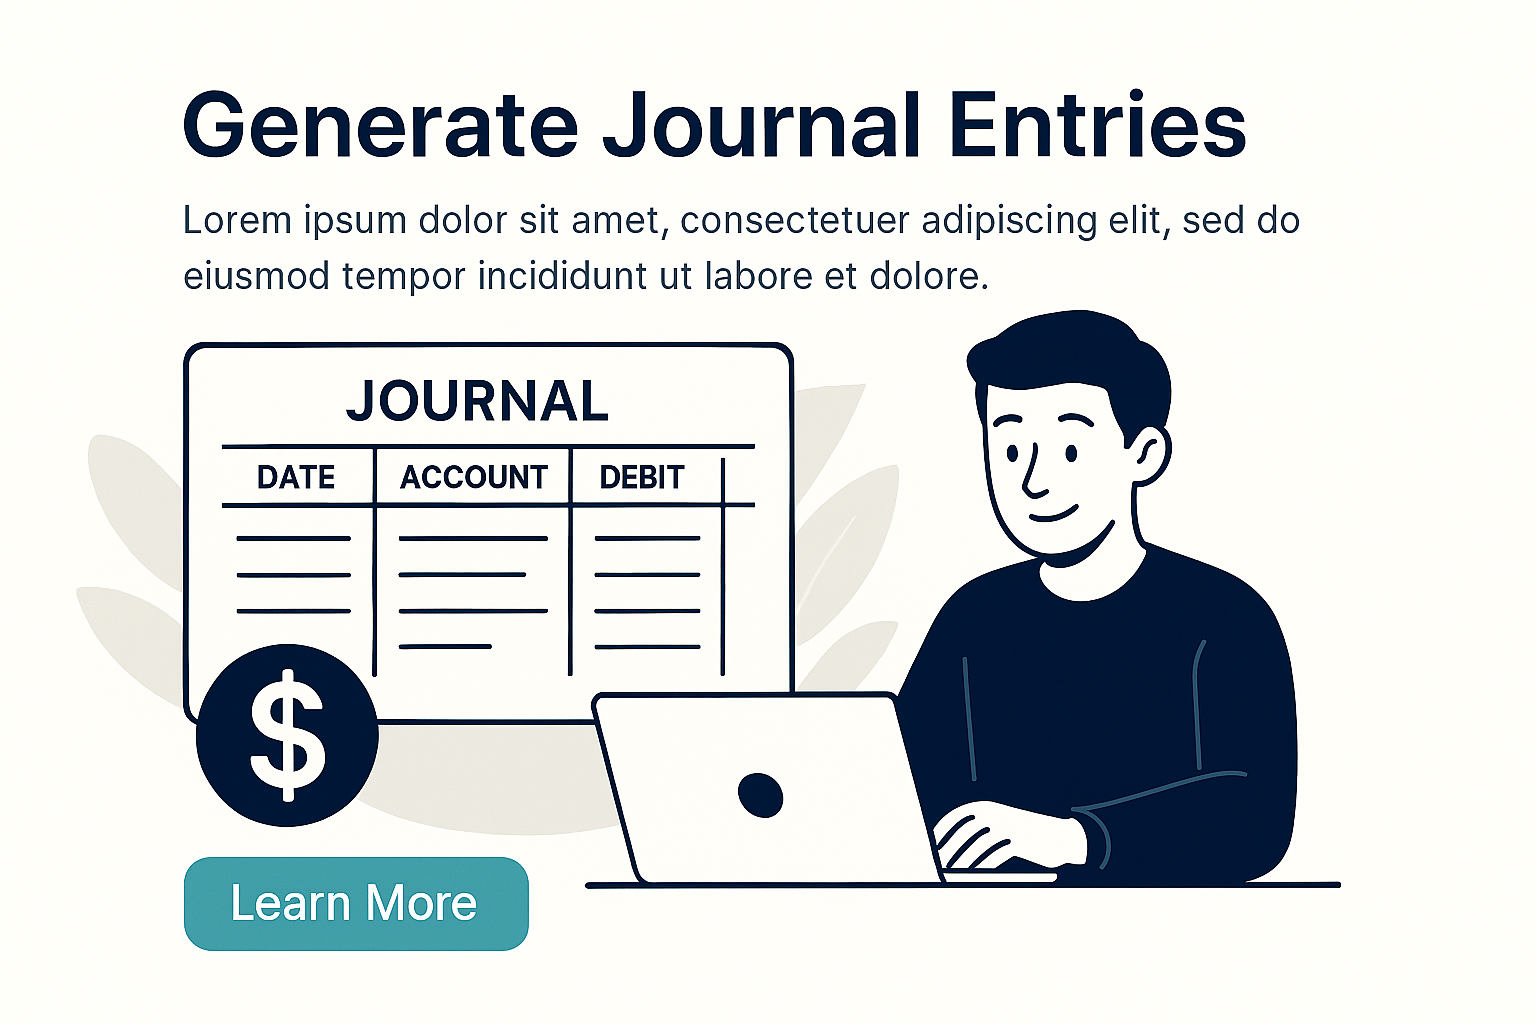 Generate Journal Entries
Lorem ipsum dolor sit amet, consectetuer adipiscing elit, sed do
eiusmod tempor incididunt ut labore et dolore.
JOURNAL
DATE ACCOUNT DEBIT
$
Learn More